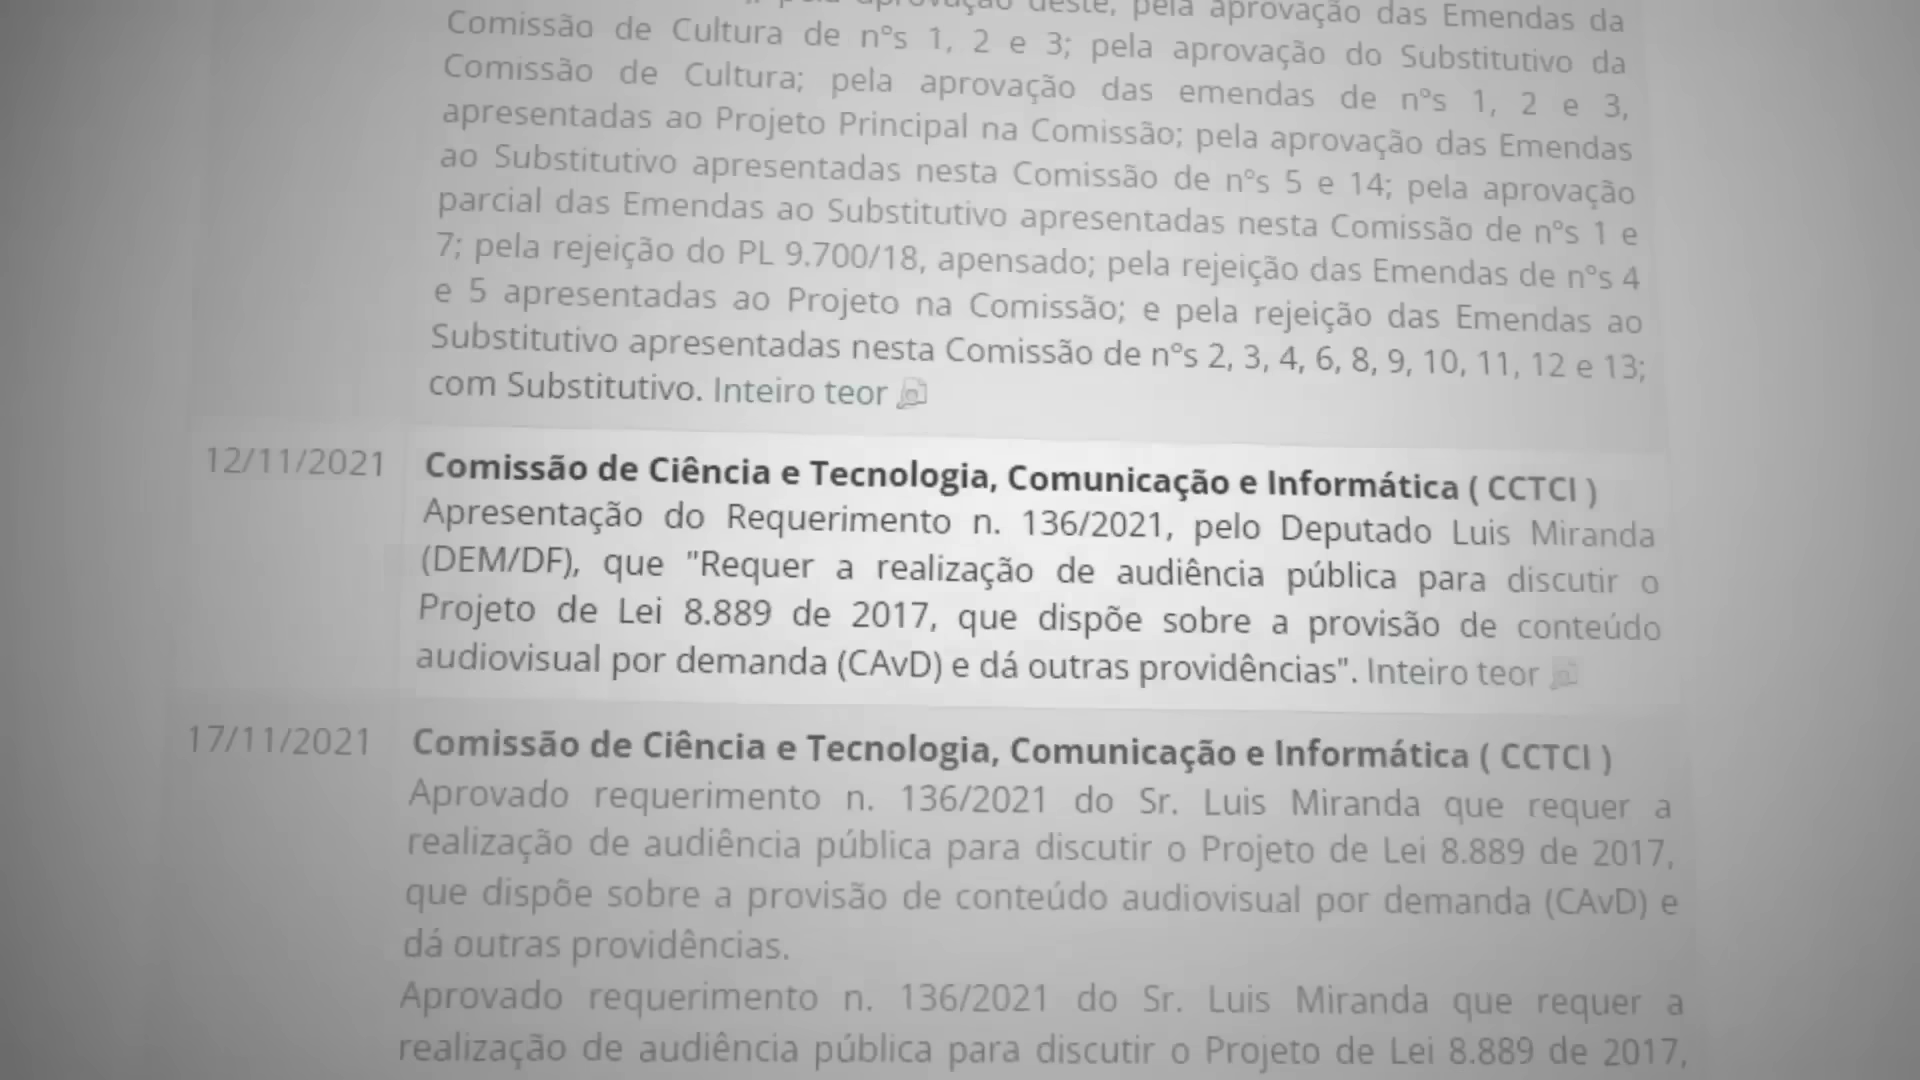 aprovação deste, pela aprovação das Emendas da
Comissão de Cultura de nºs 1, 2 e 3; pela aprovação do Substitutivo da
Comissão de Cultura; pela aprovação das emendas de nºs 1, 2 e 3,
apresentadas ao Projeto Principal na Comissão; pela aprovação das Emendas
ao Substitutivo apresentadas nesta Comissão de nºs 5 e 14; pela aprovação
parcial das Emendas ao Substitutivo apresentadas nesta Comissão de nºs 1 e
7; pela rejeição do PL 9.700/18, apensado; pela rejeição das Emendas de nºs 4
e 5 apresentadas ao Projeto na Comissão; e pela rejeição das Emendas ao
Substitutivo apresentadas nesta Comissão de nºs 2, 3, 4, 6, 8, 9, 10, 11, 12 e 13;
com Substitutivo. Inteiro teor
12/11/2021 Comissão de Ciência e Tecnologia, Comunicação e Informática ( CCTCI )
Apresentação do Requerimento n. 136/2021, pelo Deputado Luis Miranda
(DEM/DF), que "Requer a realização de audiência pública para discutir o
Projeto de Lei 8.889 de 2017, que dispõe sobre a provisão de conteúdo
audiovisual por demanda (CAvD) e dá outras providências". Inteiro teor
17/11/2021 Comissão de Ciência e Tecnologia, Comunicação e Informática ( CCTCI )
Aprovado requerimento n. 136/2021 do Sr. Luis Miranda que requer a
realização de audiência pública para discutir o Projeto de Lei 8.889 de 2017,
que dispõe sobre a provisão de conteúdo audiovisual por demanda (CAvD) e
dá outras providências.
Aprovado requerimento n. 136/2021 do Sr. Luis Miranda que requer a
realização de audiência pública para discutir o Projeto de Lei 8.889 de 2017,